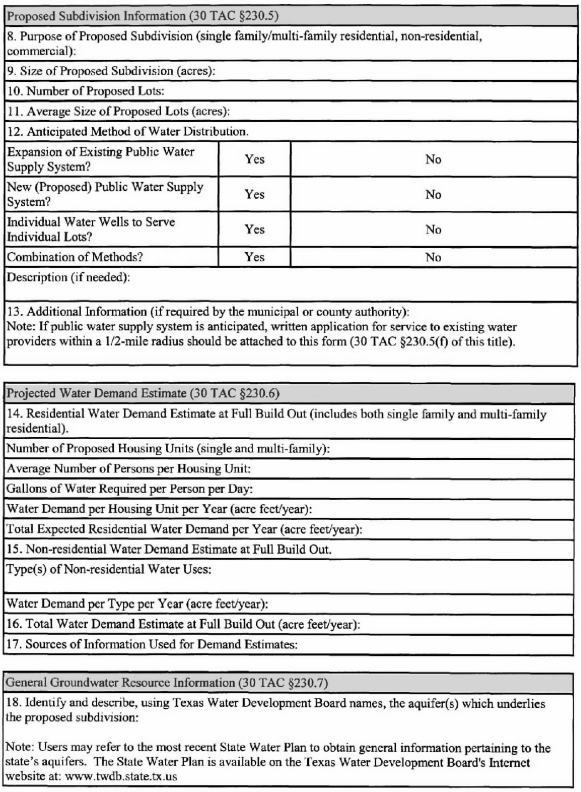 Proposed Subdivision Information (30 TAC §230.5)
8. Purpose of Proposed Subdivision (single family/multi-family residential, non-residential,
commercial):
9. Size of Proposed Subdivision (acres):
10. Number of Proposed Lots:
11. Average Size of Proposed Lots (acres):
12. Anticipated Method of Water Distribution.
Expansion of Existing Public Water
Supply System? Yes No
New (Proposed) Public Water Supply
System? Yes No
Individual Water Wells to Serve
Individual Lots? Yes No
Combination of Methods? Yes No
Description (if needed):
13. Additional Information (if required by the municipal or county authority):
Note: If public water supply system is anticipated, written application for service to existing water
providers within a 1/2-mile radius should be attached to this form (30 TAC §230.5(f) of this title).
Projected Water Demand Estimate (30 TAC §230.6)
14. Residential Water Demand Estimate at Full Build Out (includes both single family and multi-family
residential).
Number of Proposed Housing Units (single and multi-family):
Average Number of Persons per Housing Unit:
Gallons of Water Required per Person per Day:
Water Demand per Housing Unit per Year (acre feet/year):
Total Expected Residential Water Demand per Year (acre feet/year):
15. Non-residential Water Demand Estimate at Full Build Out.
Type(s) of Non-residential Water Uses:
Water Demand per Type per Year (acre feet/year):
16. Total Water Demand Estimate at Full Build Out (acre feet/year):
17. Sources of Information Used for Demand Estimates:
General Groundwater Resource Information (30 TAC §230.7)
18. Identify and describe, using Texas Water Development Board names, the aquifer(s) which underlies
the proposed subdivision:
Note: Users may refer to the most recent State Water Plan to obtain general information pertaining to the
state's aquifers. The State Water Plan is available on the Texas Water Development Board's Internet
website at: www.twdb.state.tx.us